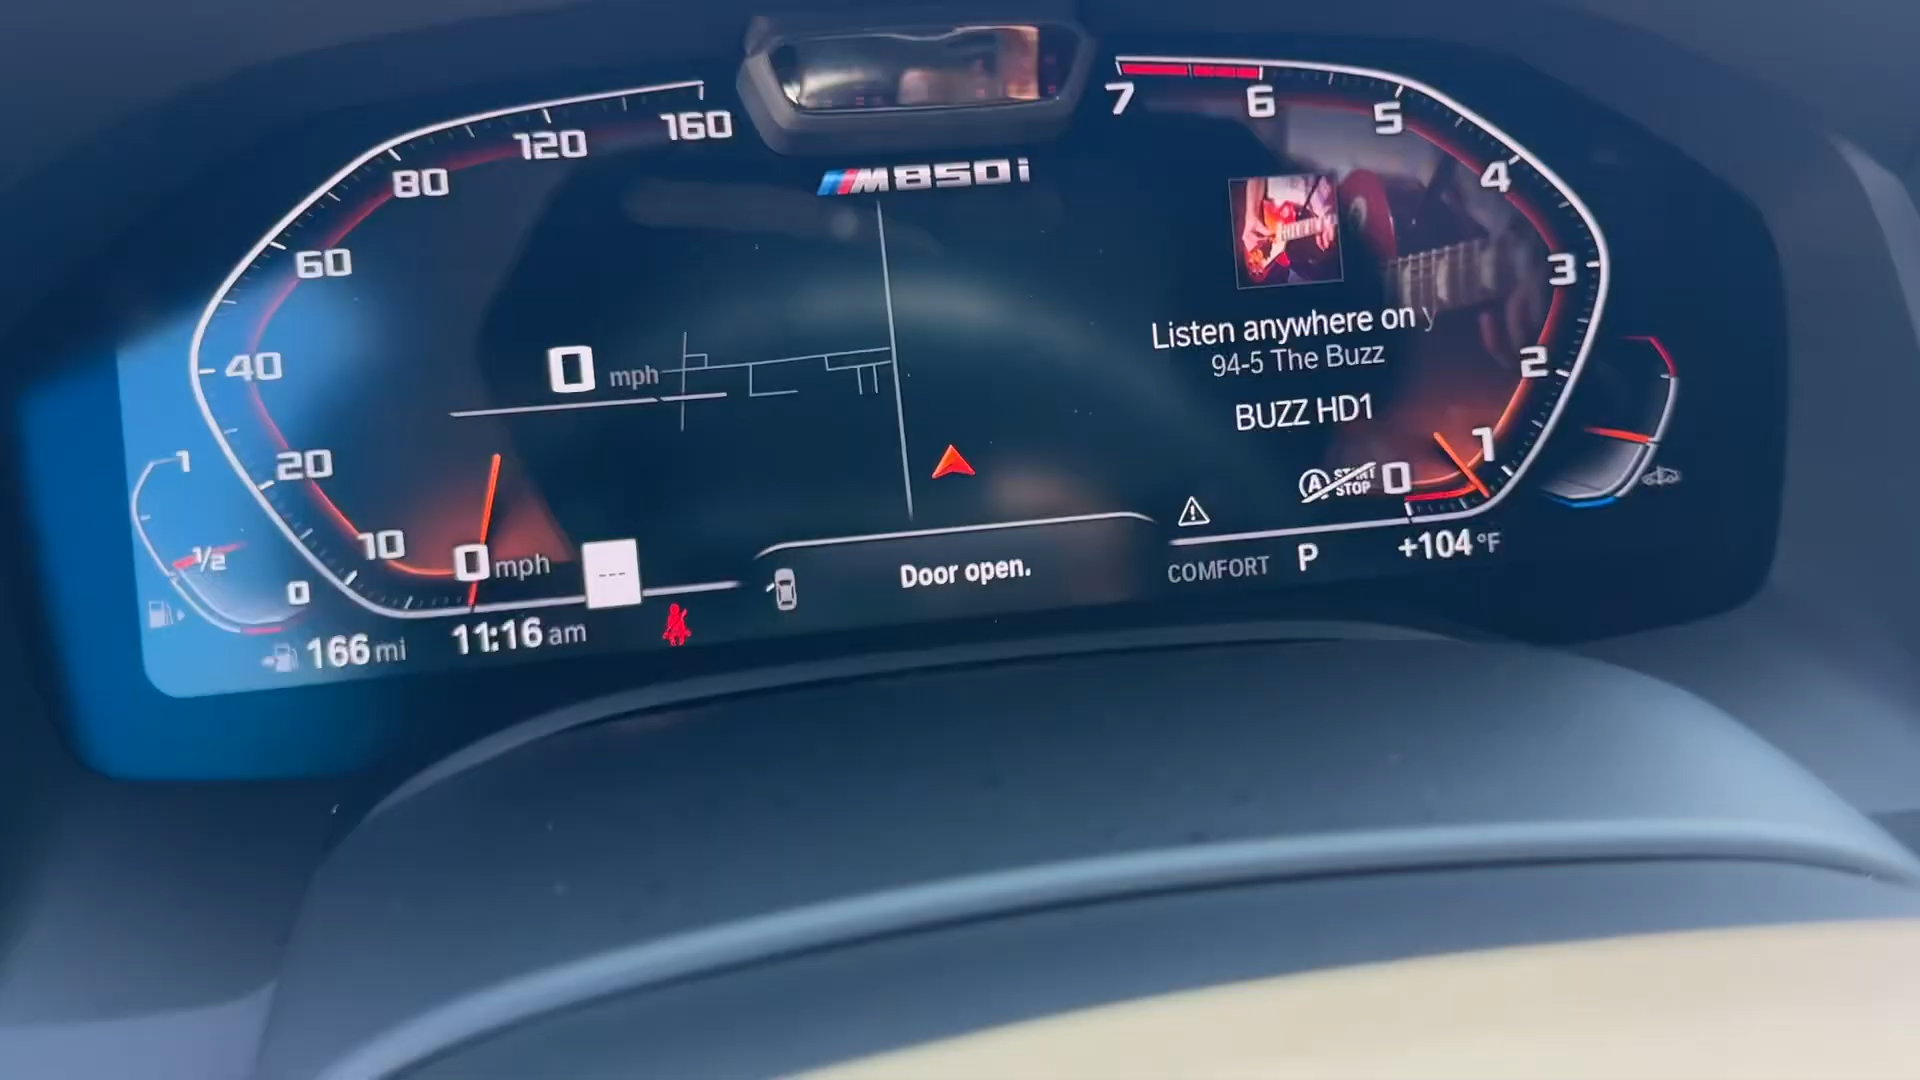 160
120
80
60
40
20
10
0 mph
0 mph
1
1/2
0
166 mi
11:16 am
---
M850i
Door open.
7
6
5
4
3
2
1
0
Listen anywhere on y
94-5 The Buzz
BUZZ HD1
A START STOP
COMFORT P +104 °F